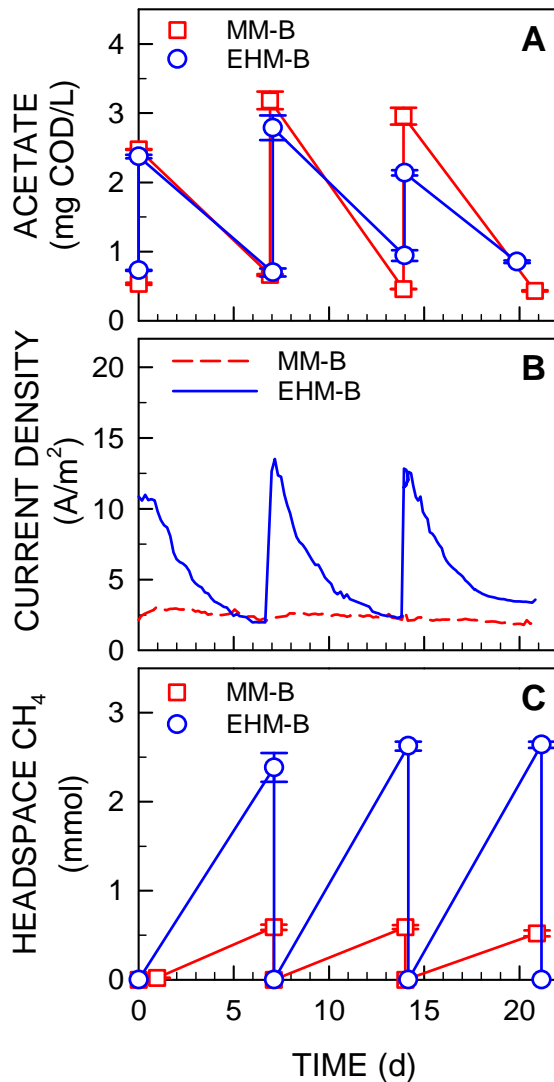 A
MM-B
EHM-B
ACETATE
(mg COD/L)
4
3
2
1
0
B
MM-B
EHM-B
CURRENT DENSITY
(A/m²)
20
15
10
5
0
C
MM-B
EHM-B
HEADSPACE CH₄
(mmol)
3
2
1
0
0 5 10 15 20
TIME (d)